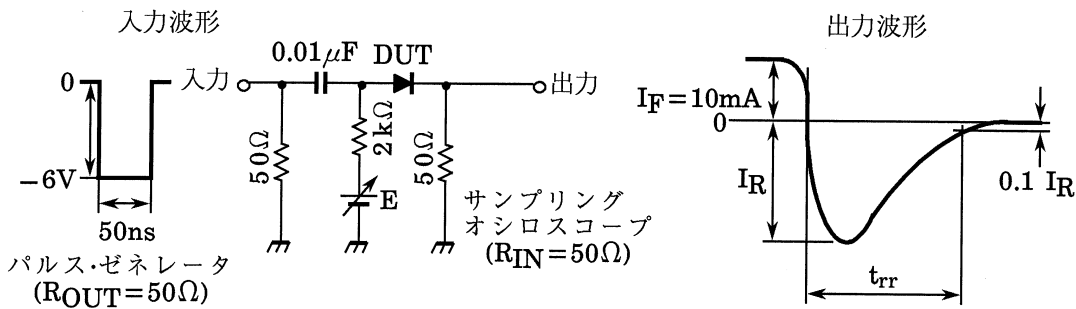 入力波形
0
−6V
50ns
パルス・ゼネレータ
(ROUT=50Ω)
入力
0.01μF
DUT
出力
50Ω
2kΩ
E
50Ω
サンプリング
オシロスコープ
(RIN=50Ω)
出力波形
IF=10mA
0
IR
0.1 IR
trr